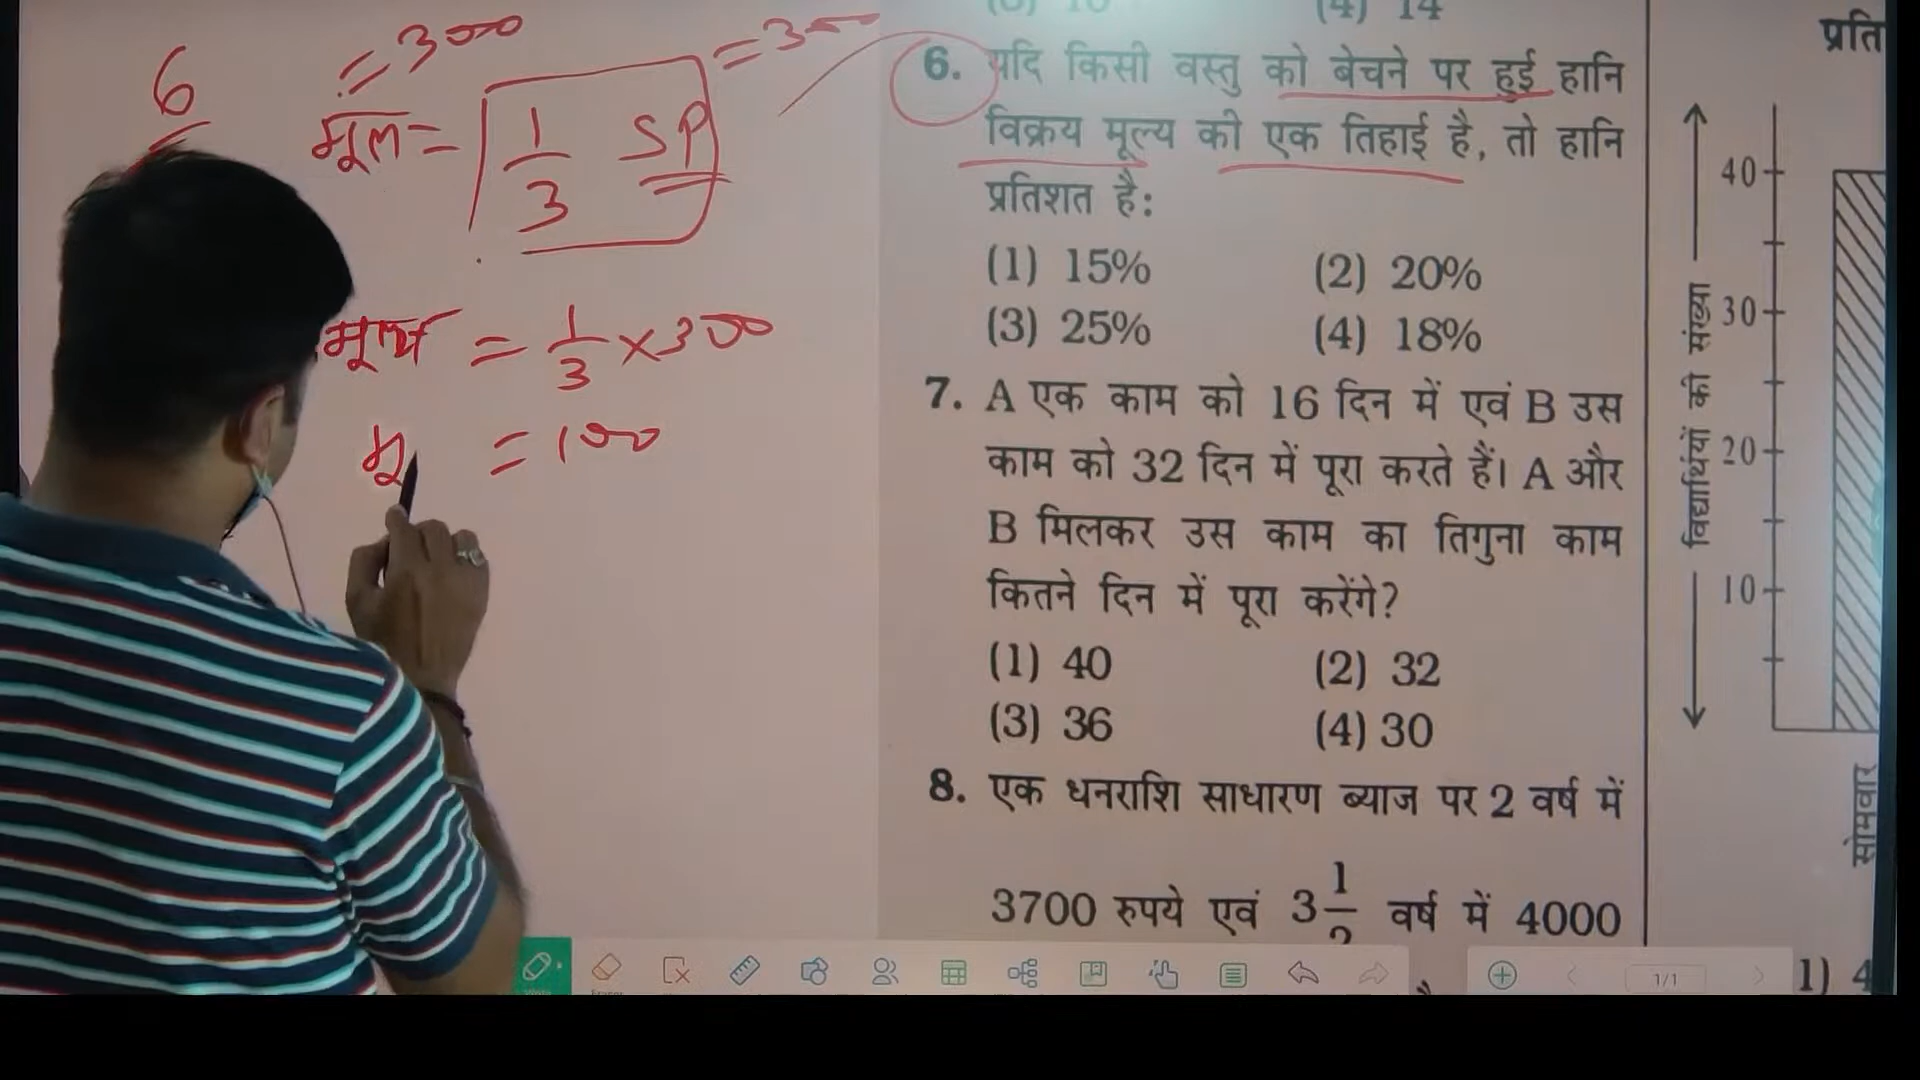 (4) 14
6 = 300
मूल = 1/3 SP = 300
मूल्य = 1/3 × 300
मू = 100
6. यदि किसी वस्तु को बेचने पर हुई हानि
विक्रय मूल्य की एक तिहाई है, तो हानि
प्रतिशत है:
(1) 15% (2) 20%
(3) 25% (4) 18%
7. A एक काम को 16 दिन में एवं B उस
काम को 32 दिन में पूरा करते हैं। A और
B मिलकर उस काम का तिगुना काम
कितने दिन में पूरा करेंगे?
(1) 40 (2) 32
(3) 36 (4) 30
8. एक धनराशि साधारण ब्याज पर 2 वर्ष में
3700 रुपये एवं 3 1/2 वर्ष में 4000
प्रति
विद्यार्थियों की संख्या
40
30
20
10
सोमवार
1/1
1) 4